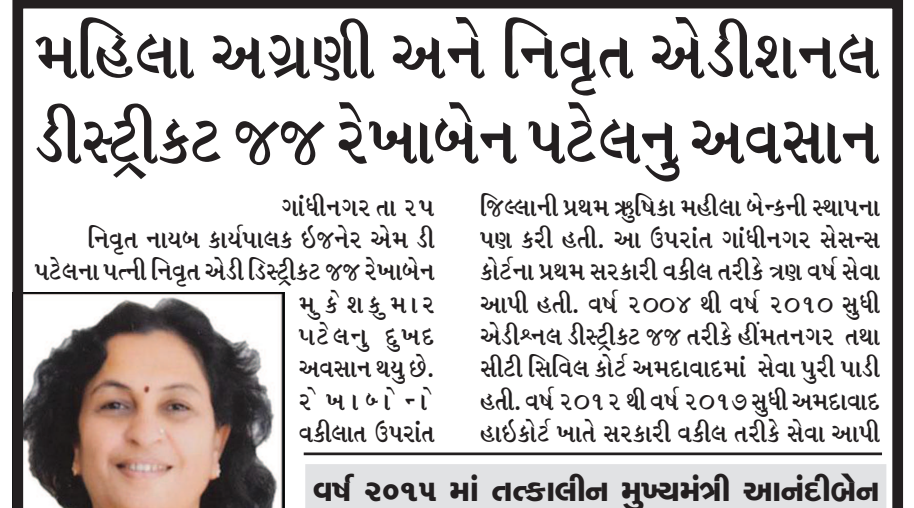 મહિલા અગ્રણી અને નિવૃત એડીશનલ
ડીસ્ટ્રીકટ જજ રેખાબેન પટેલનુ અવસાન
ગાંધીનગર તા ૨૫
નિવૃત નાયબ કાર્યપાલક ઇજનેર એમ ડી
પટેલના પત્ની નિવૃત એડી ડિસ્ટ્રીકટ જજ રેખાબેન
મુકેશકુમાર
પટેલનુ દુખદ
અવસાન થયુ છે.
રેખાબેનો
વકીલાત ઉપરાંત
જિલ્લાની પ્રથમ ઋુષિકા મહીલા બેન્કની સ્થાપના
પણ કરી હતી. આ ઉપરાંત ગાંધીનગર સેસન્સ
કોર્ટના પ્રથમ સરકારી વકીલ તરીકે ત્રણ વર્ષ સેવા
આપી હતી. વર્ષ ૨૦૦૪ થી વર્ષ ૨૦૧૦ સુધી
એડીશ્નલ ડીસ્ટ્રીકટ જજ તરીકે હીંમતનગર તથા
સીટી સિવિલ કોર્ટ અમદાવાદમાં સેવા પુરી પાડી
હતી. વર્ષ ૨૦૧૨ થી વર્ષ ૨૦૧૭ સુધી અમદાવાદ
હાઇકોર્ટ ખાતે સરકારી વકીલ તરીકે સેવા આપી
વર્ષ ૨૦૧૫ માં તત્કાલીન મુખ્યમંત્રી આનંદીબેન